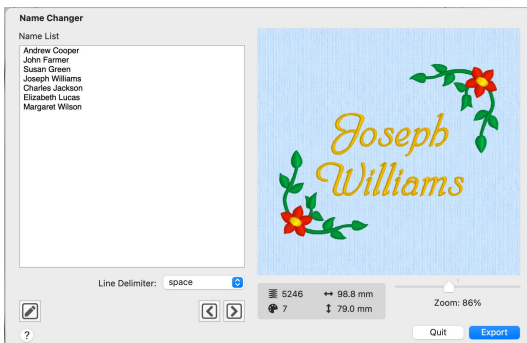 Name Changer
Name List
Andrew Cooper
John Farmer
Susan Green
Joseph Williams
Charles Jackson
Elizabeth Lucas
Margaret Wilson
Line Delimiter: space
Joseph
Williams
5246 ↔ 98.8 mm
7 ↕ 79.0 mm
Zoom: 86%
?
Quit Export